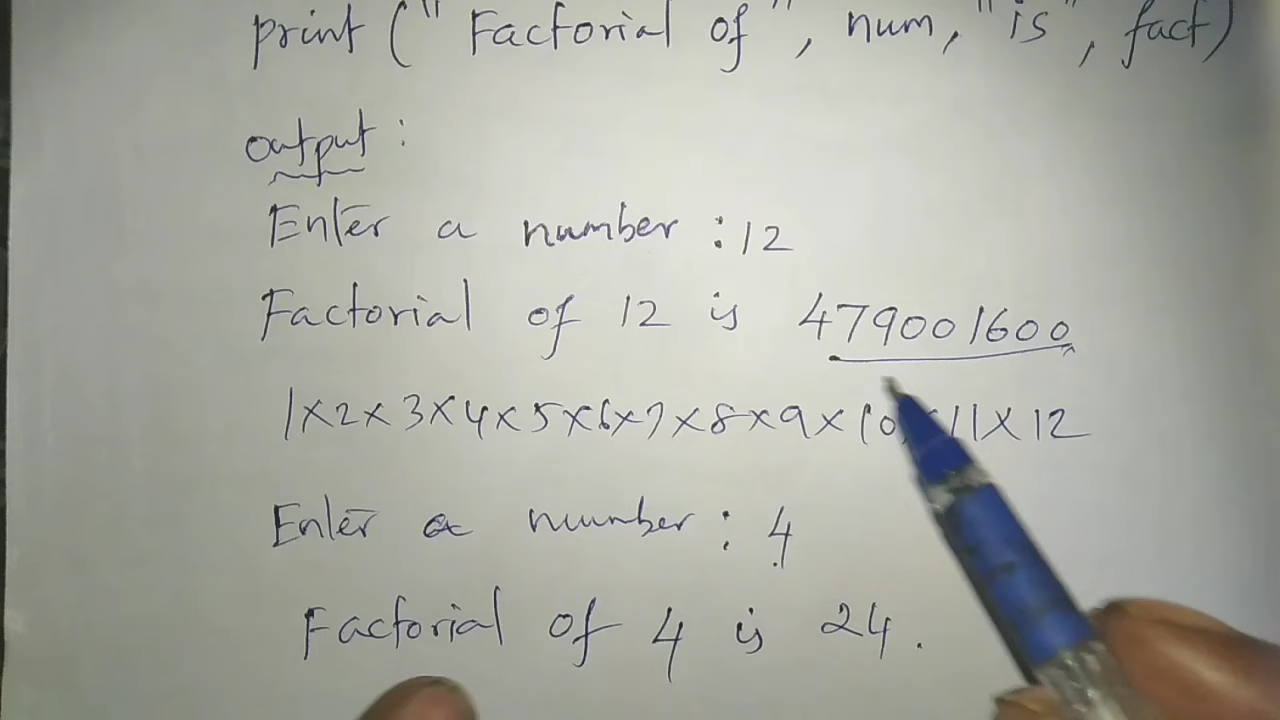 print (" Factorial of ", num, "is", fact)
output :
Enter a number : 12
Factorial of 12 is 479001600
1×2×3×4×5×6×7×8×9×10×11×12
Enter a number : 4
Factorial of 4 is 24.